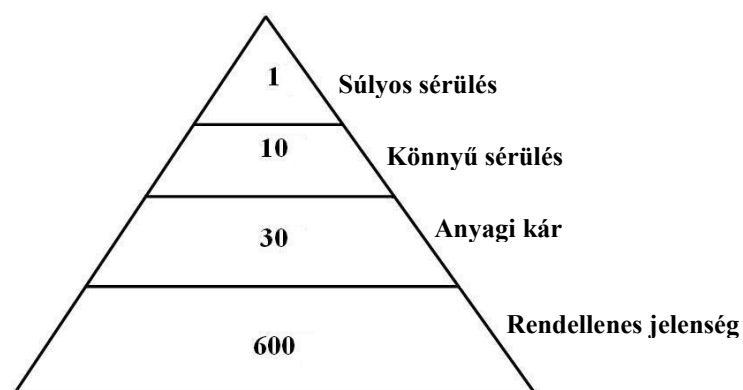 1
Súlyos sérülés
10
Könnyű sérülés
30
Anyagi kár
600
Rendellenes jelenség